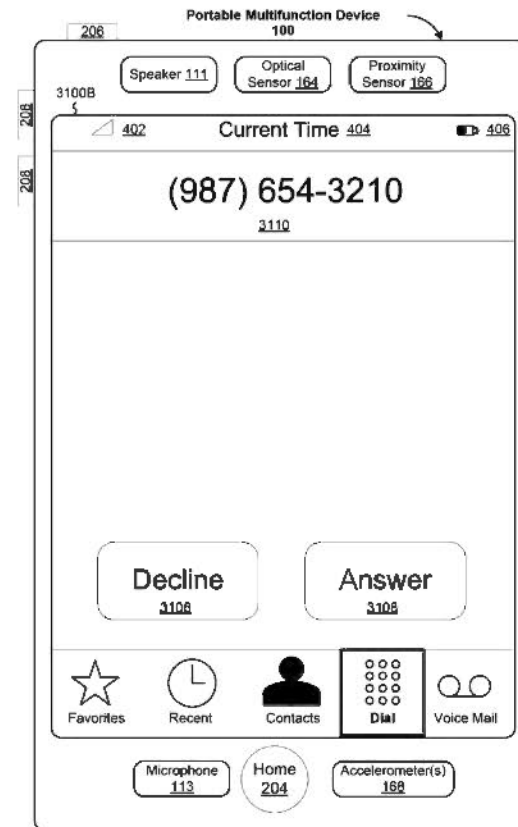 Portable Multifunction Device
100
206
Speaker 111
Optical
Sensor 164
Proximity
Sensor 166
3100B
208
208
402
Current Time 404
406
(987) 654-3210
3110
Decline
3106
Answer
3108
Favorites
Recent
Contacts
Dial
Voice Mail
Microphone
113
Home
204
Accelerometer(s)
168